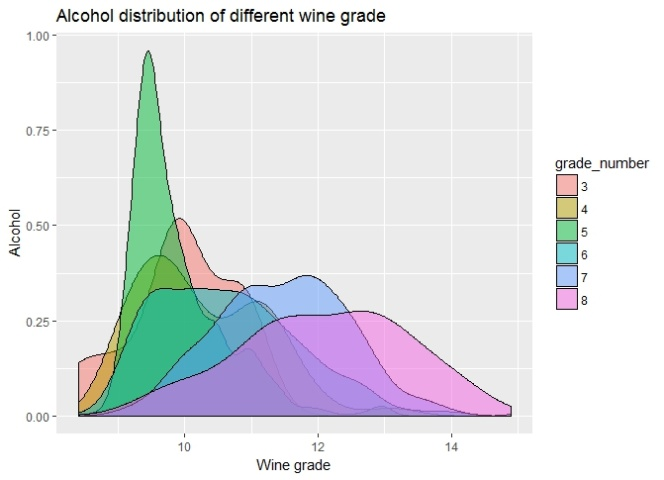 Alcohol distribution of different wine grade
1.00
0.75
0.50
0.25
0.00
Alcohol
10 12 14
Wine grade
grade_number
3
4
5
6
7
8